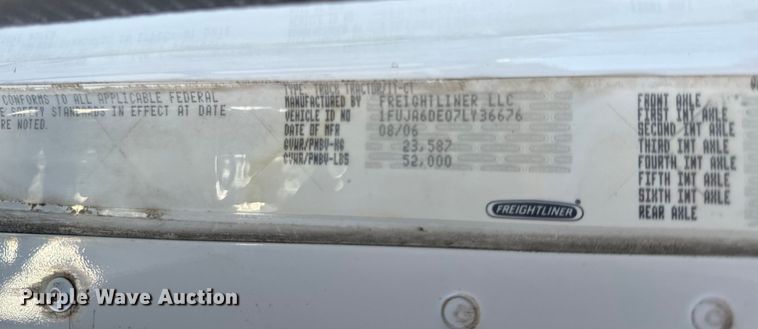 CONFORMS TO ALL APPLICABLE FEDERAL
SAFETY STANDARDS IN EFFECT AT DATE
RE NOTED.
TYPE: TRUCK TRACTOR/TT-CT
MANUFACTURED BY FREIGHTLINER LLC
VEHICLE ID NO 1FUJA6DE07LY36676
DATE OF MFR 08/06
GVWR/PNBV-KG 23,587
GVWR/PNBV-LBS 52,000
FREIGHTLINER
FRONT AXLE
FIRST INT AXLE
SECOND INT AXLE
THIRD INT AXLE
FOURTH INT AXLE
FIFTH INT AXLE
SIXTH INT AXLE
REAR AXLE
Purple Wave Auction